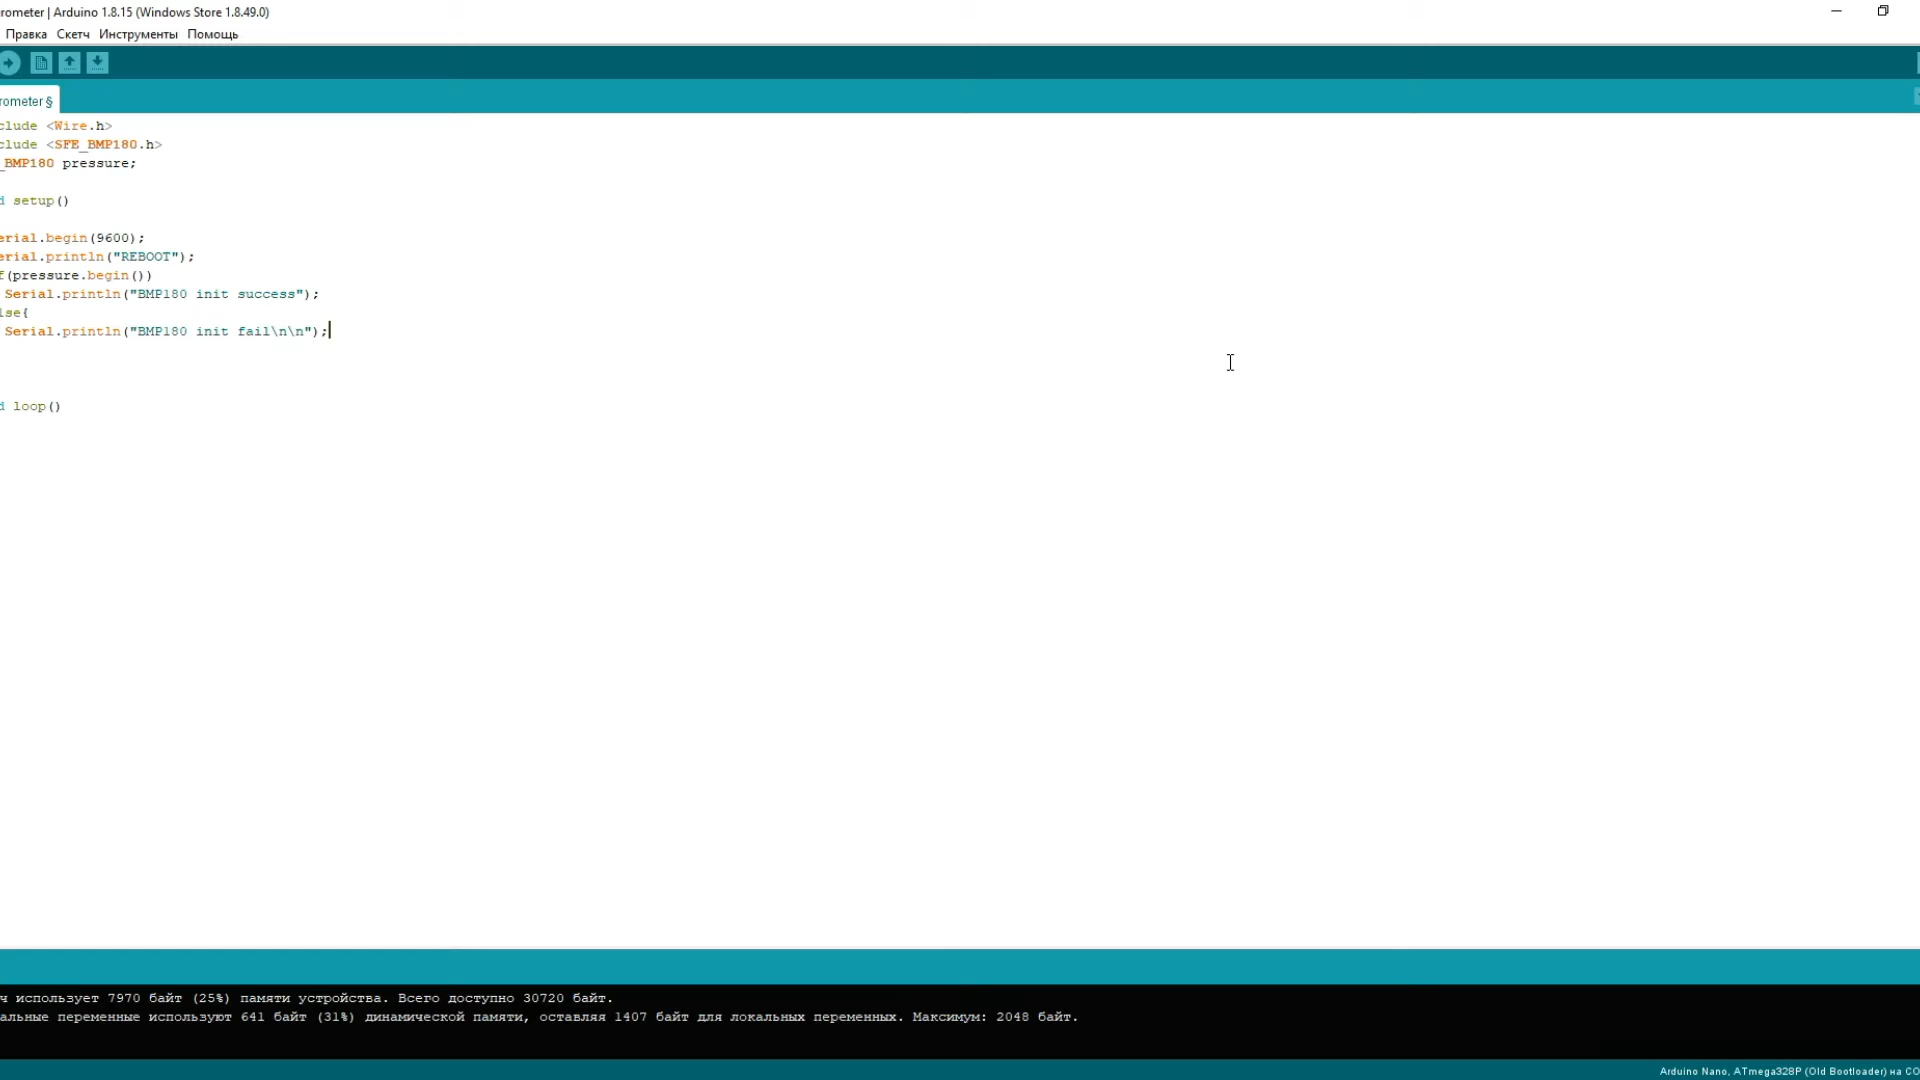 rometer | Arduino 1.8.15 (Windows Store 1.8.49.0)
Правка Скетч Инструменты Помощь
rometer §
clude <Wire.h>
clude <SFE_BMP180.h>
_BMP180 pressure;
d setup()
erial.begin(9600);
erial.println("REBOOT");
f(pressure.begin())
Serial.println("BMP180 init success");
lse{
Serial.println("BMP180 init fail\n\n");
d loop()
ч использует 7970 байт (25%) памяти устройства. Всего доступно 30720 байт.
альные переменные используют 641 байт (31%) динамической памяти, оставляя 1407 байт для локальных переменных. Максимум: 2048 байт.
Arduino Nano, ATmega328P (Old Bootloader) на CO